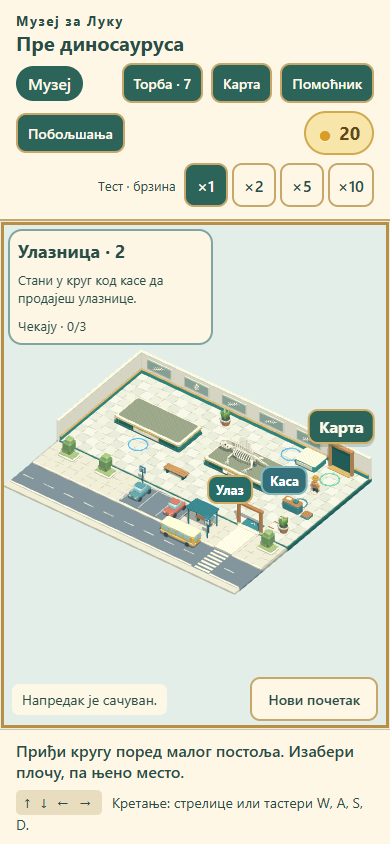 Музеј за Луку
Пре диносауруса
Музеј
Торба · 7
Карта
Помоћник
Побољшања
20
Тест · брзина
×1
×2
×5
×10
Улазница · 2
Стани у круг код касе да
продајеш улазнице.
Чекају · 0/3
Карта
Каса
Улаз
Напредак је сачуван.
Нови почетак
Приђи кругу поред малог постоља. Изабери
плочу, па њено место.
↑ ↓ ← → Кретање: стрелице или тастери W, A, S,
D.